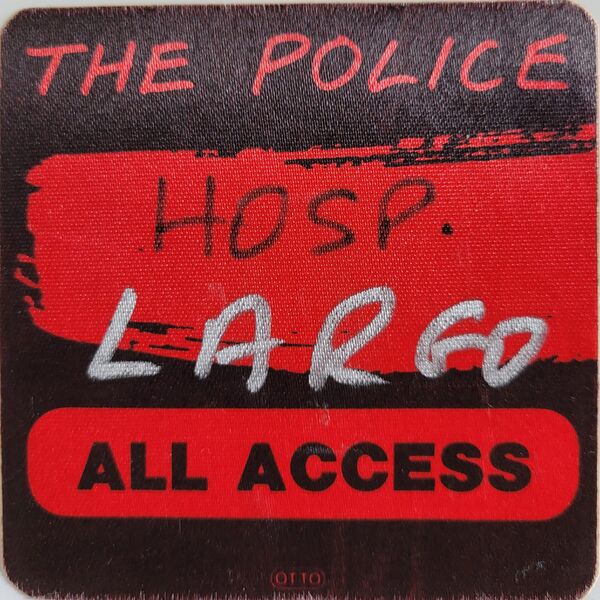 THE POLICE
HOSP.
LARGO
ALL ACCESS
OTTO